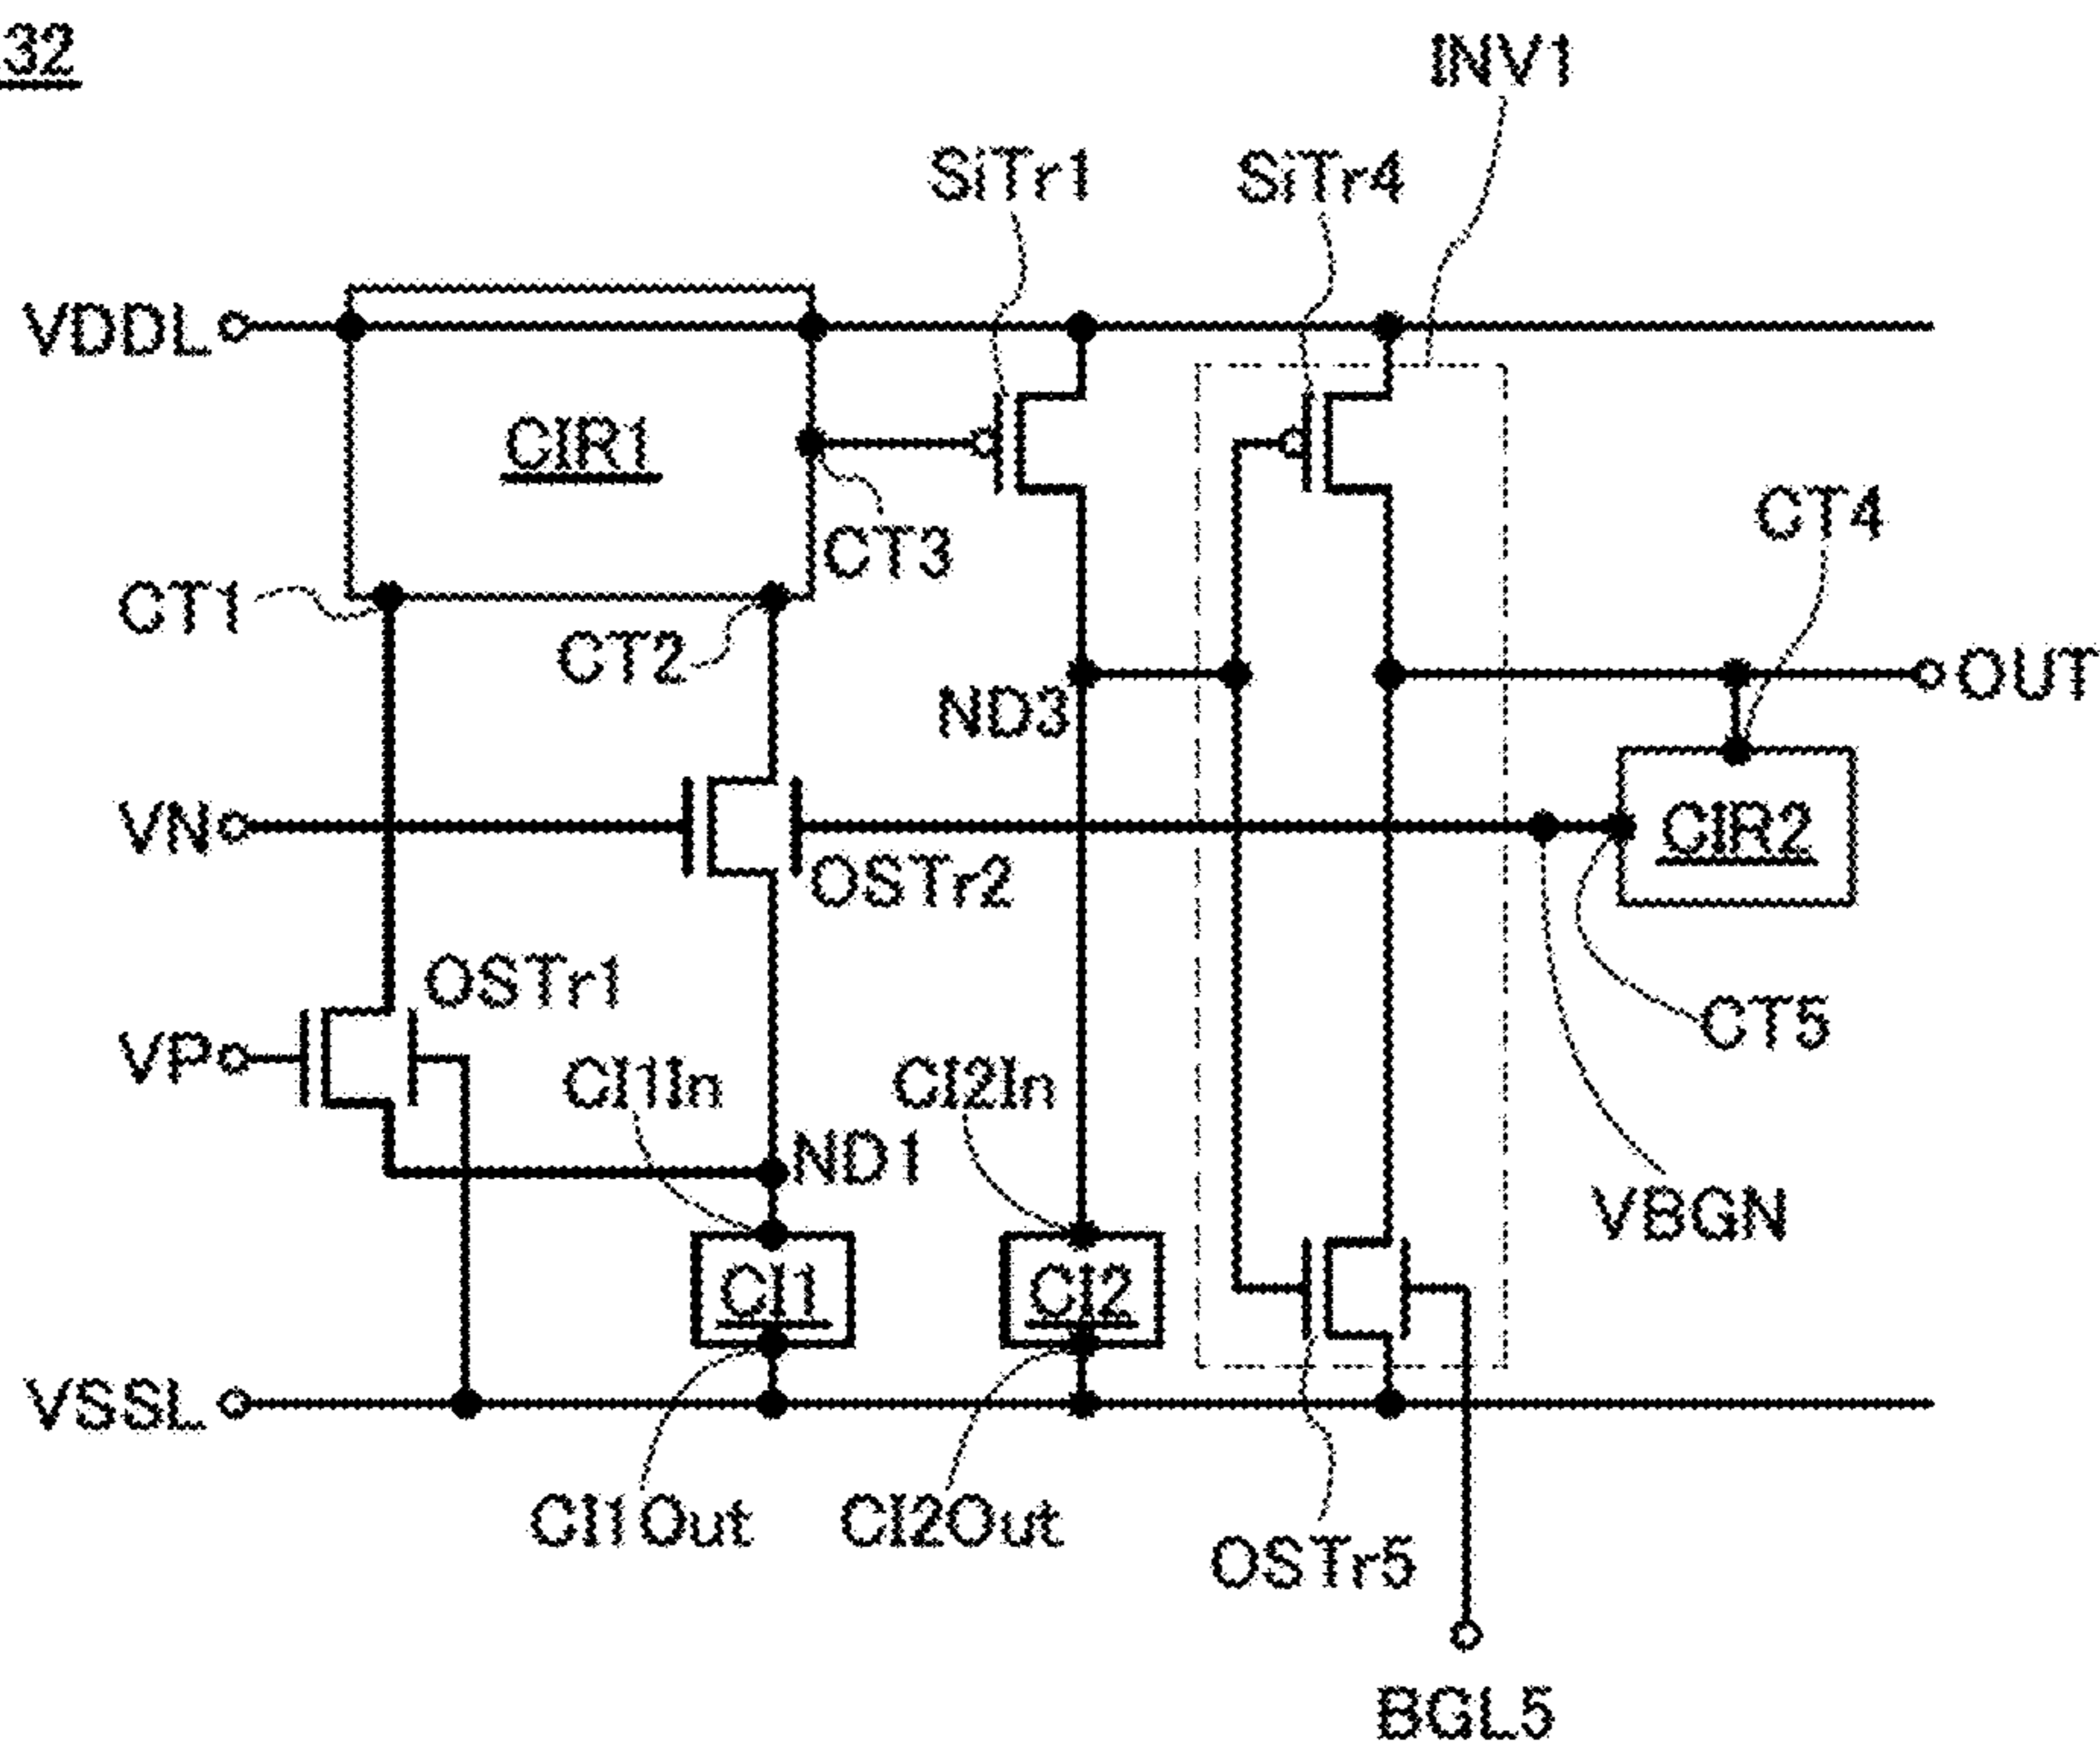 32
INV1
SiTr1
SiTr4
VDDL
CIR1
CT3
CT4
CT1
CT2
ND3
OUT
VN
CIR2
OSTr2
OSTr1
CT5
VP
CI1In
CI2In
ND1
VBGN
CI1
CI2
VSSL
CI1Out
CI2Out
OSTr5
BGL5